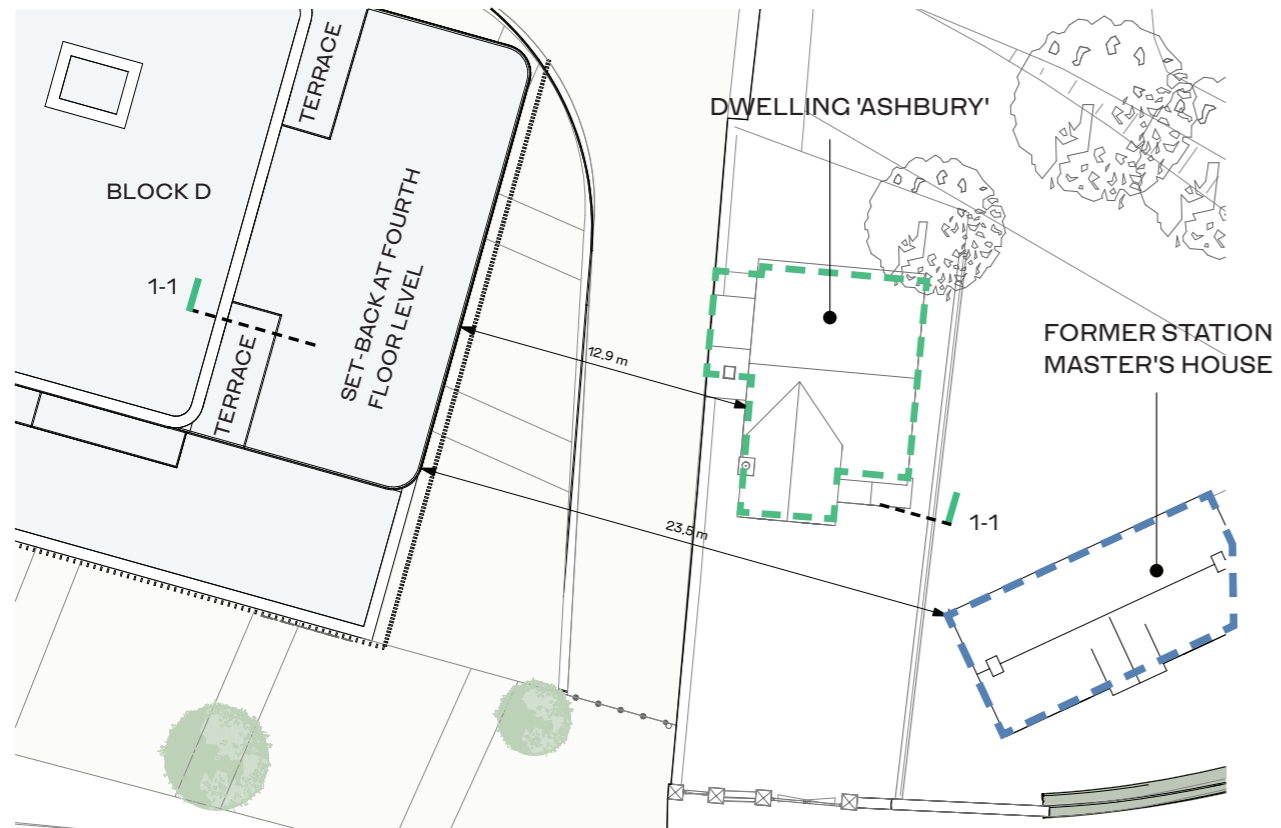 TERRACE
DWELLING 'ASHBURY'
BLOCK D
SET-BACK AT FOURTH
FLOOR LEVEL
1-1
TERRACE
12.9 m
FORMER STATION
MASTER'S HOUSE
23.5 m
1-1